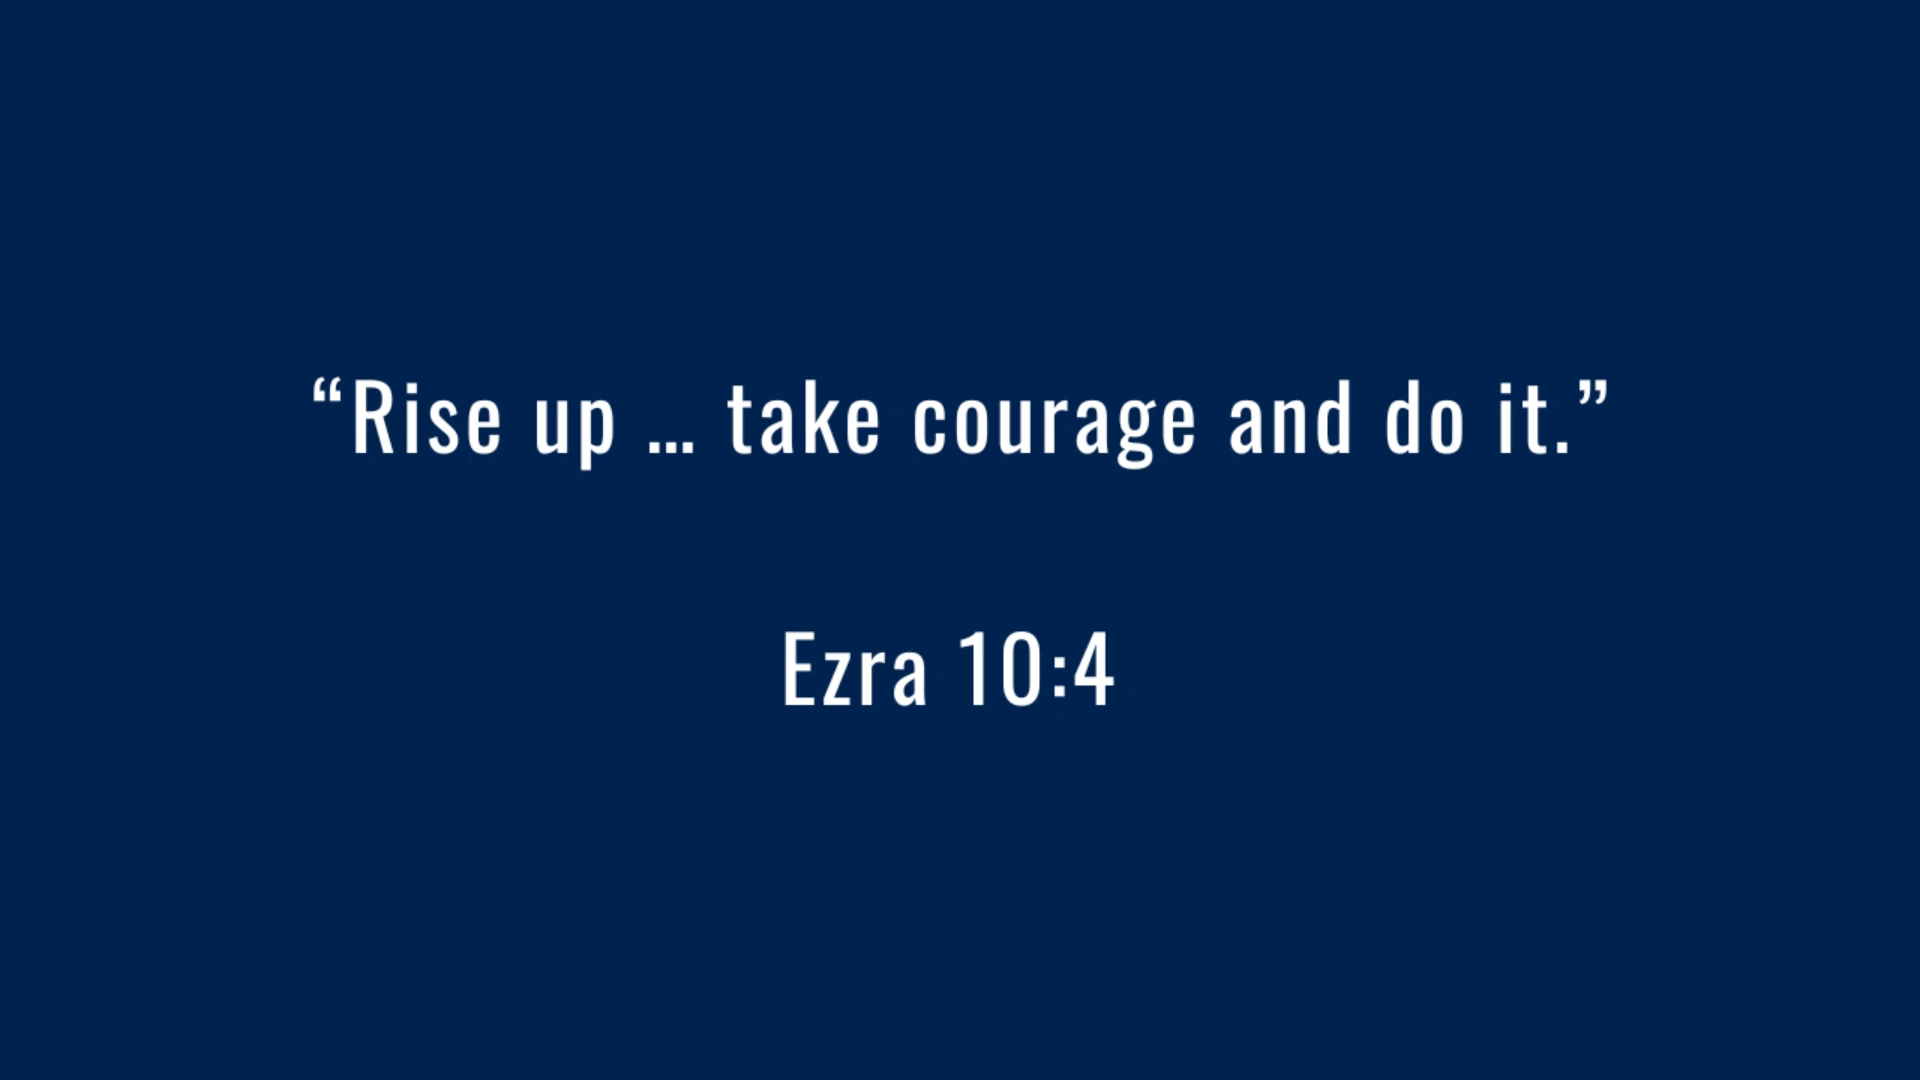 “Rise up ... take courage and do it.”
Ezra 10:4